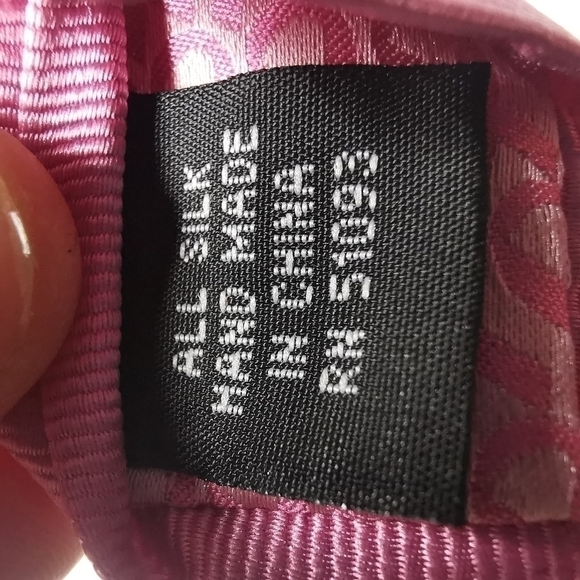 ALL SILK
HAND MADE
IN CHINA
RN 51093